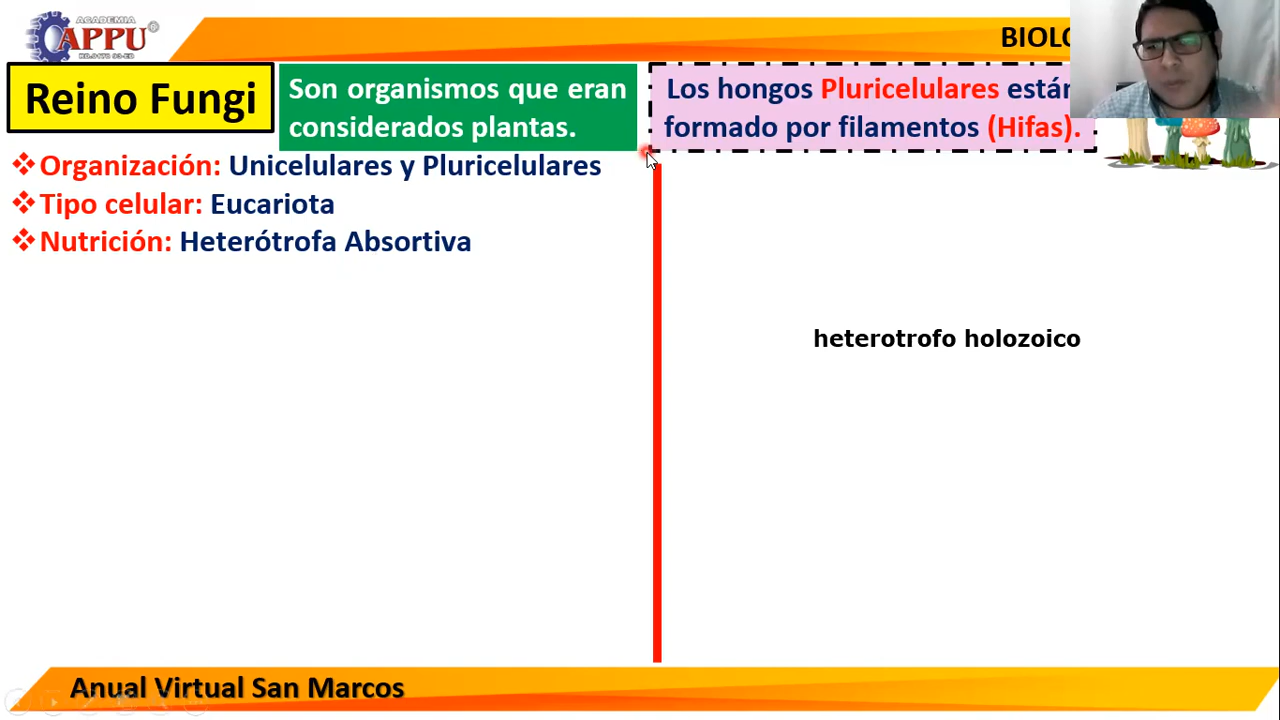 ACADEMIA
APPU
BIOLO
Reino Fungi
Son organismos que eran
considerados plantas.
Los hongos Pluricelulares están
formado por filamentos (Hifas).
❖Organización: Unicelulares y Pluricelulares
❖Tipo celular: Eucariota
❖Nutrición: Heterótrofa Absortiva
heterotrofo holozoico
Anual Virtual San Marcos